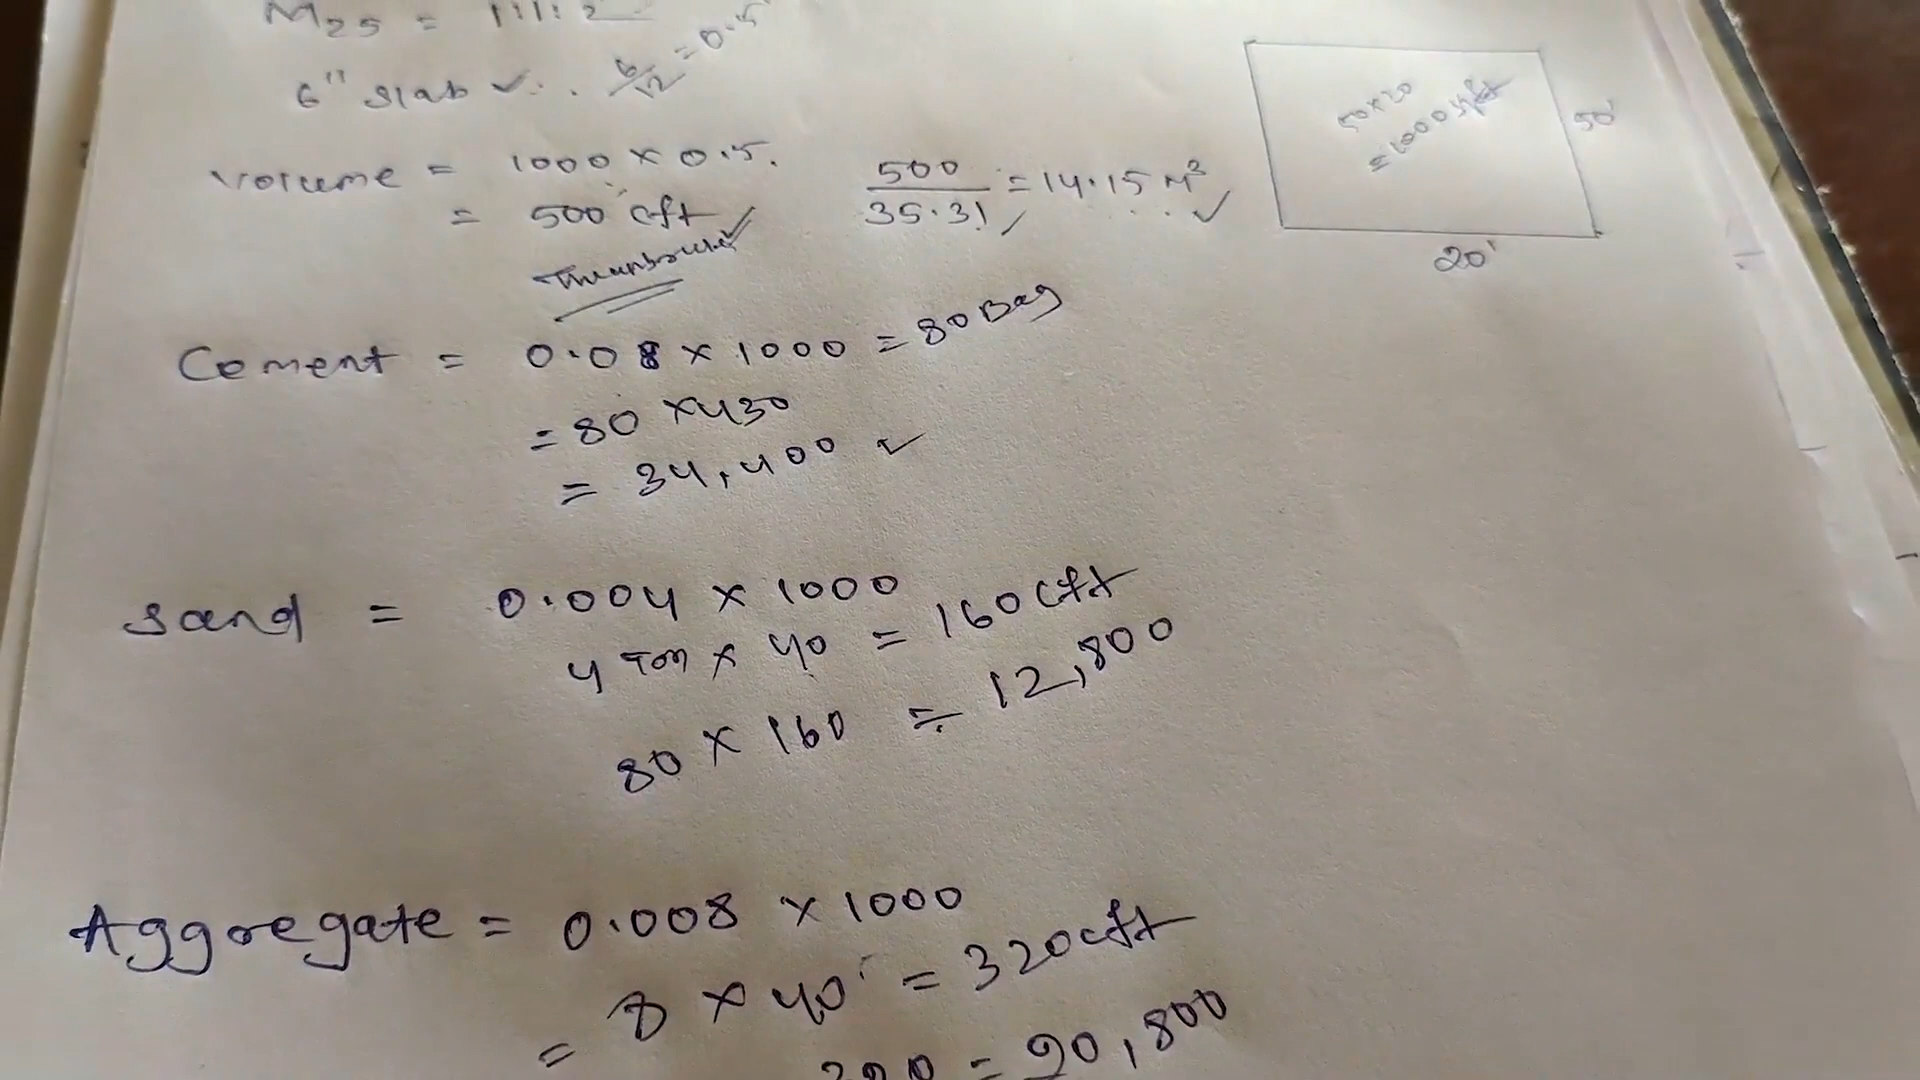 M25 = 1:1:2
6" Slab ✓
6/12 = 0.5
50x20
= 1000 sqft
50'
20'
Volume = 1000 x 0.5.
= 500 cft
500/35.31 = 14.15 M³ ✓
Cement = 0.08 x 1000 = 80 Bag
= 80 x 430
= 34,400 ✓
Sand = 0.004 x 1000
4 Ton x 40 = 160 cft
80 x 160 = 12,800
Aggregate = 0.008 x 1000
= 8 x 40 = 320 cft
320 = 20,800